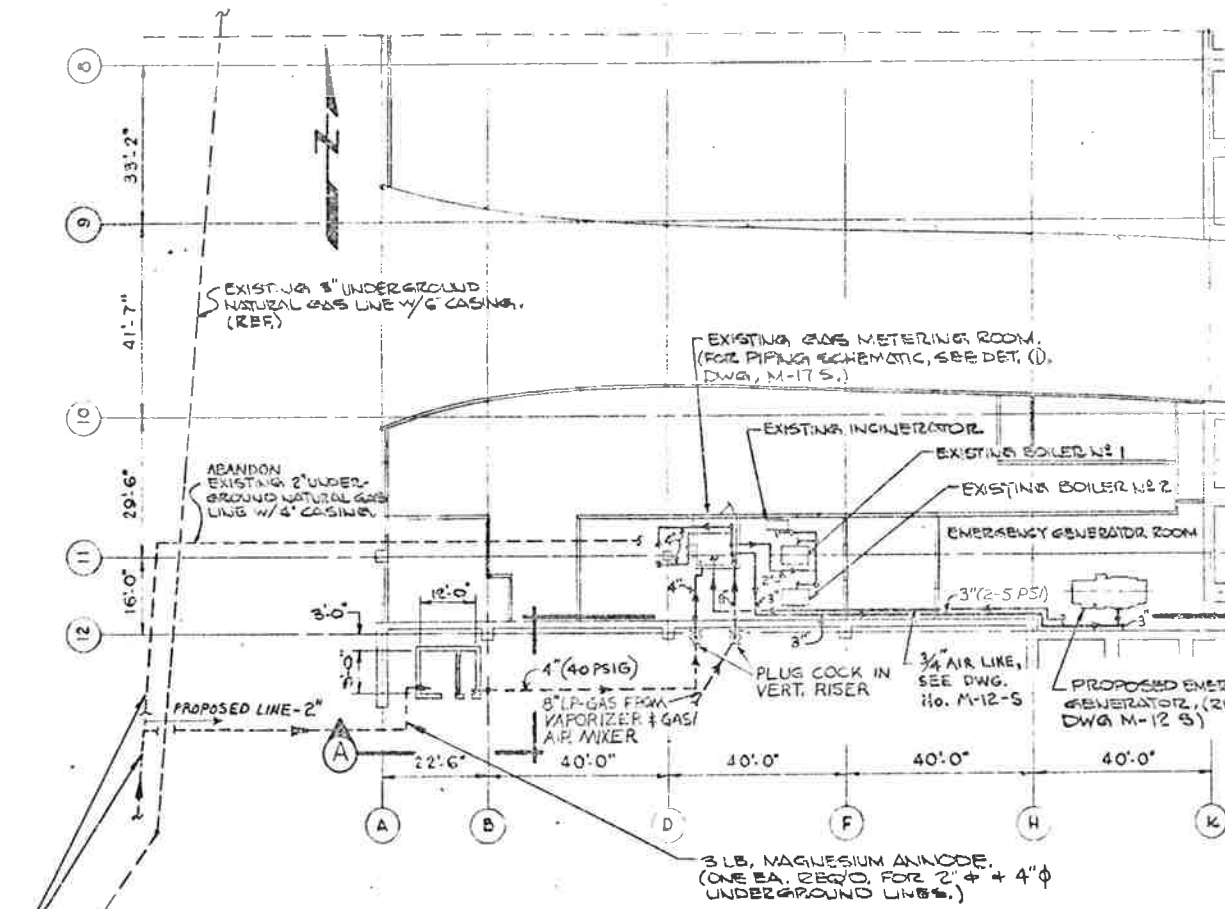 8
33'-2"
N
9
41'-7"
EXISTING 3" UNDERGROUND
NATURAL GAS LINE W/6" CASING.
(REF.)
EXISTING GAS METERING ROOM.
(FOR PIPING SCHEMATIC, SEE DET. (1),
DWG, M-17 S.)
10
EXISTING INCINERATOR
EXISTING BOILER Nº 1
EXISTING BOILER Nº 2
29'-6"
ABANDON
EXISTING 2" UNDER-
GROUND NATURAL GAS
LINE W/4" CASING
EMERGENCY GENERATOR ROOM
11
16'-0"
12'-0"
3'-0"
4"
3"
3"(2-5 PSI)
3"
12
3"
4"(40 PSIG)
PLUG COCK IN
VERT. RISER
3/4" AIR LINE,
SEE DWG.
No. M-12-S
PROPOSED EME
GENERATOR, (
DWG M-12 S)
8" LP-GAS FROM
VAPORIZER & GAS/
AIR MIXER
PROPOSED LINE-2"
A
22'-6"
40'-0"
40'-0"
40'-0"
40'-0"
A
B
D
F
H
K
3 LB, MAGNESIUM ANNODE.
(ONE EA. REQ'D. FOR 2" ϕ & 4" ϕ
UNDERGROUND LINES.)